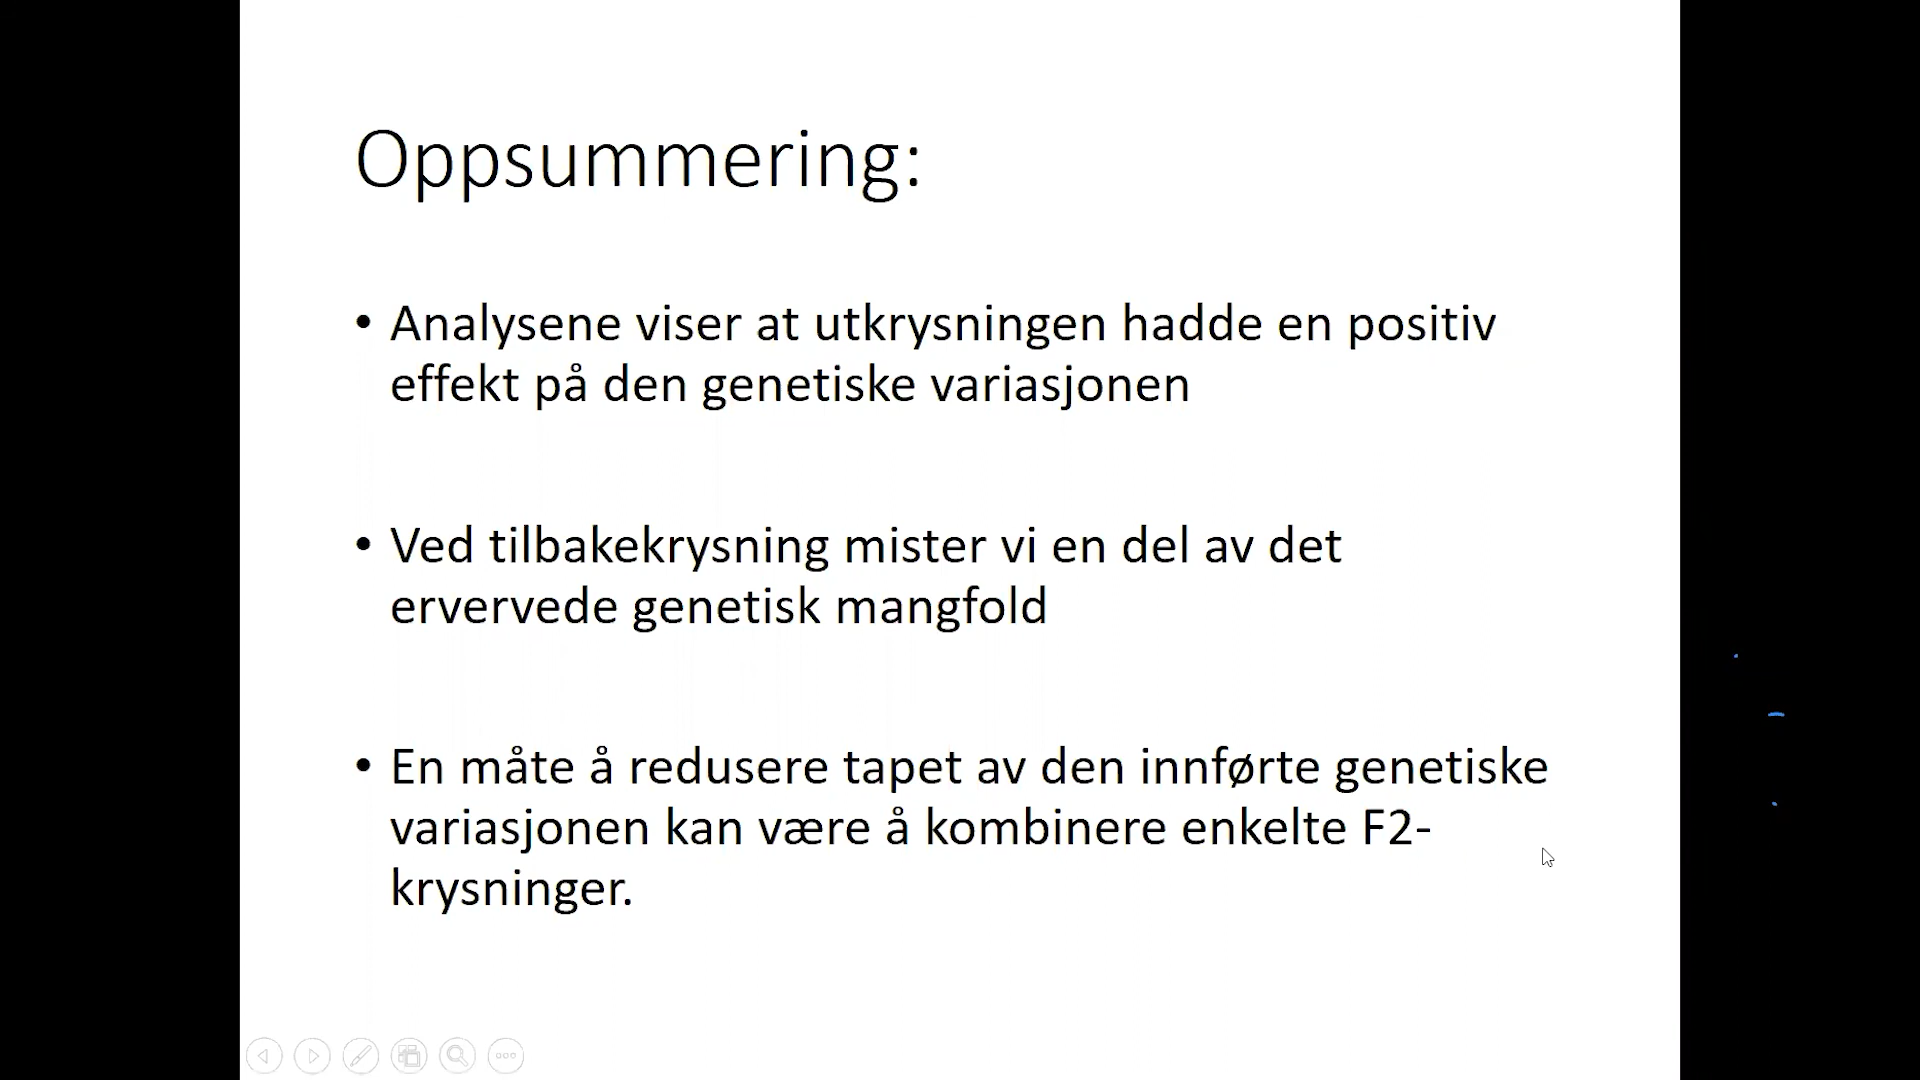 Oppsummering:
• Analysene viser at utkrysningen hadde en positiv
effekt på den genetiske variasjonen
• Ved tilbakekrysning mister vi en del av det
ervervede genetisk mangfold
• En måte å redusere tapet av den innførte genetiske
variasjonen kan være å kombinere enkelte F2-
krysninger.